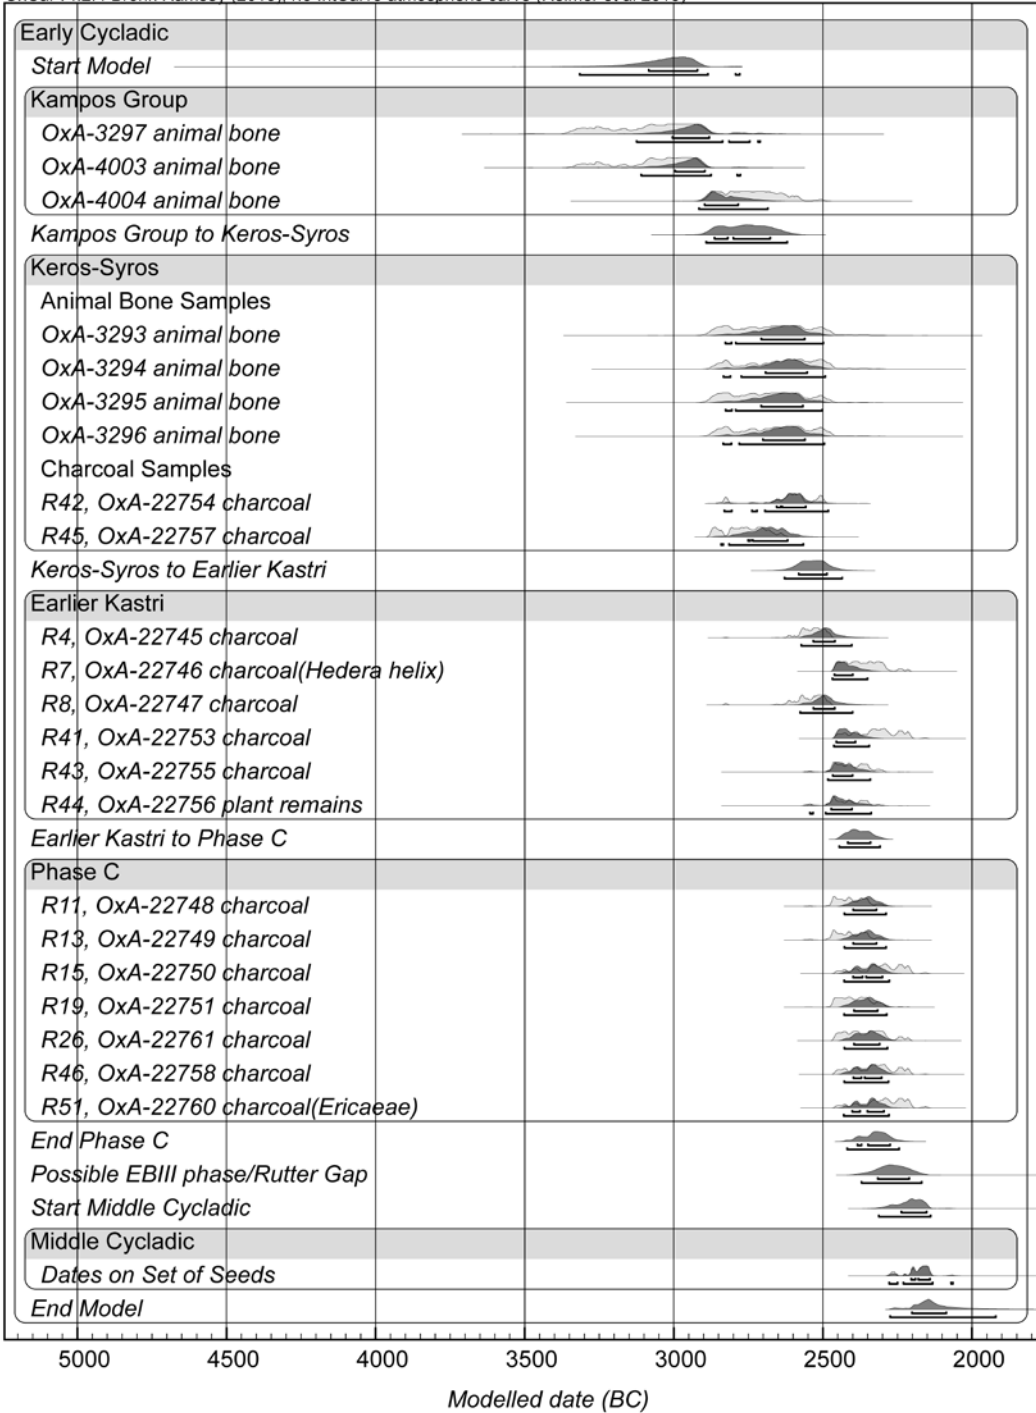 Early Cycladic
Start Model
Kampos Group
OxA-3297 animal bone
OxA-4003 animal bone
OxA-4004 animal bone
Kampos Group to Keros-Syros
Keros-Syros
Animal Bone Samples
OxA-3293 animal bone
OxA-3294 animal bone
OxA-3295 animal bone
OxA-3296 animal bone
Charcoal Samples
R42, OxA-22754 charcoal
R45, OxA-22757 charcoal
Keros-Syros to Earlier Kastri
Earlier Kastri
R4, OxA-22745 charcoal
R7, OxA-22746 charcoal(Hedera helix)
R8, OxA-22747 charcoal
R41, OxA-22753 charcoal
R43, OxA-22755 charcoal
R44, OxA-22756 plant remains
Earlier Kastri to Phase C
Phase C
R11, OxA-22748 charcoal
R13, OxA-22749 charcoal
R15, OxA-22750 charcoal
R19, OxA-22751 charcoal
R26, OxA-22761 charcoal
R46, OxA-22758 charcoal
R51, OxA-22760 charcoal(Ericaeae)
End Phase C
Possible EBIII phase/Rutter Gap
Start Middle Cycladic
Middle Cycladic
Dates on Set of Seeds
End Model
5000 4500 4000 3500 3000 2500 2000
Modelled date (BC)